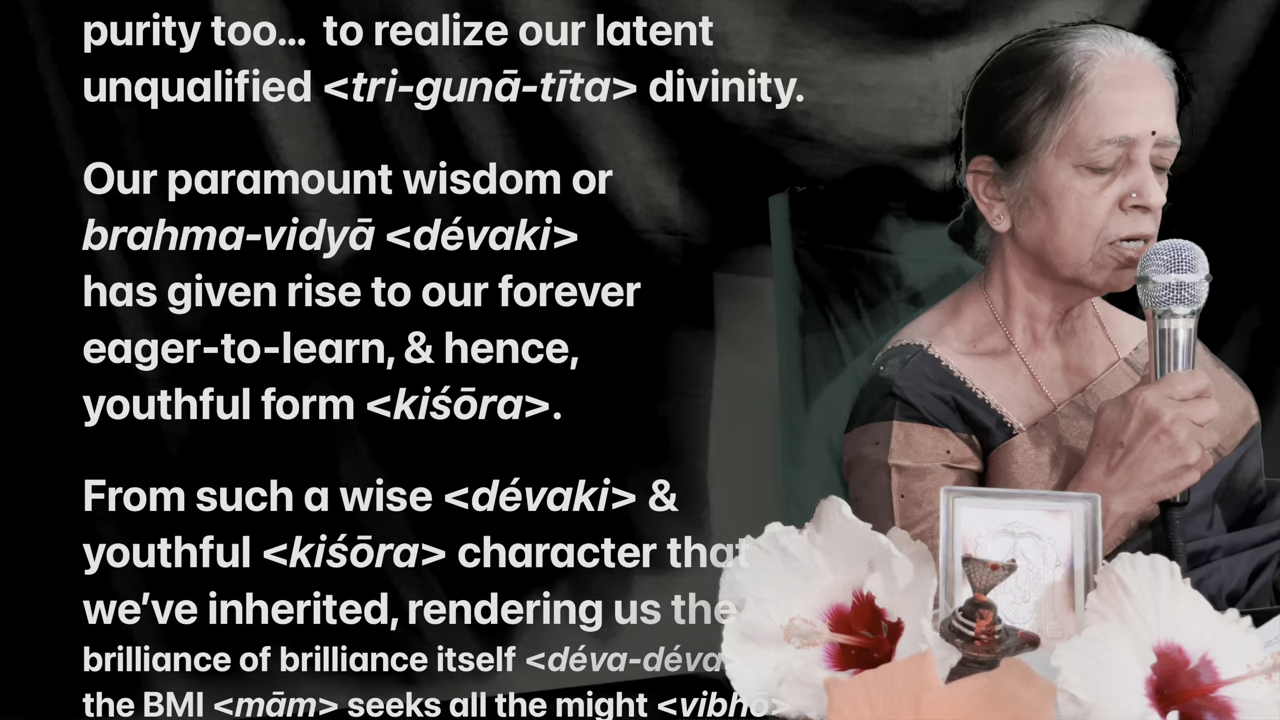 purity too... to realize our latent
unqualified <tri-gunā-tīta> divinity.
Our paramount wisdom or
brahma-vidyā <dévaki>
has given rise to our forever
eager-to-learn, & hence,
youthful form <kiśōra>.
From such a wise <dévaki> &
youthful <kiśōra> character that
we’ve inherited, rendering us the
brilliance of brilliance itself <déva-déva>
the BMI <mām> seeks all the might <vibhō>